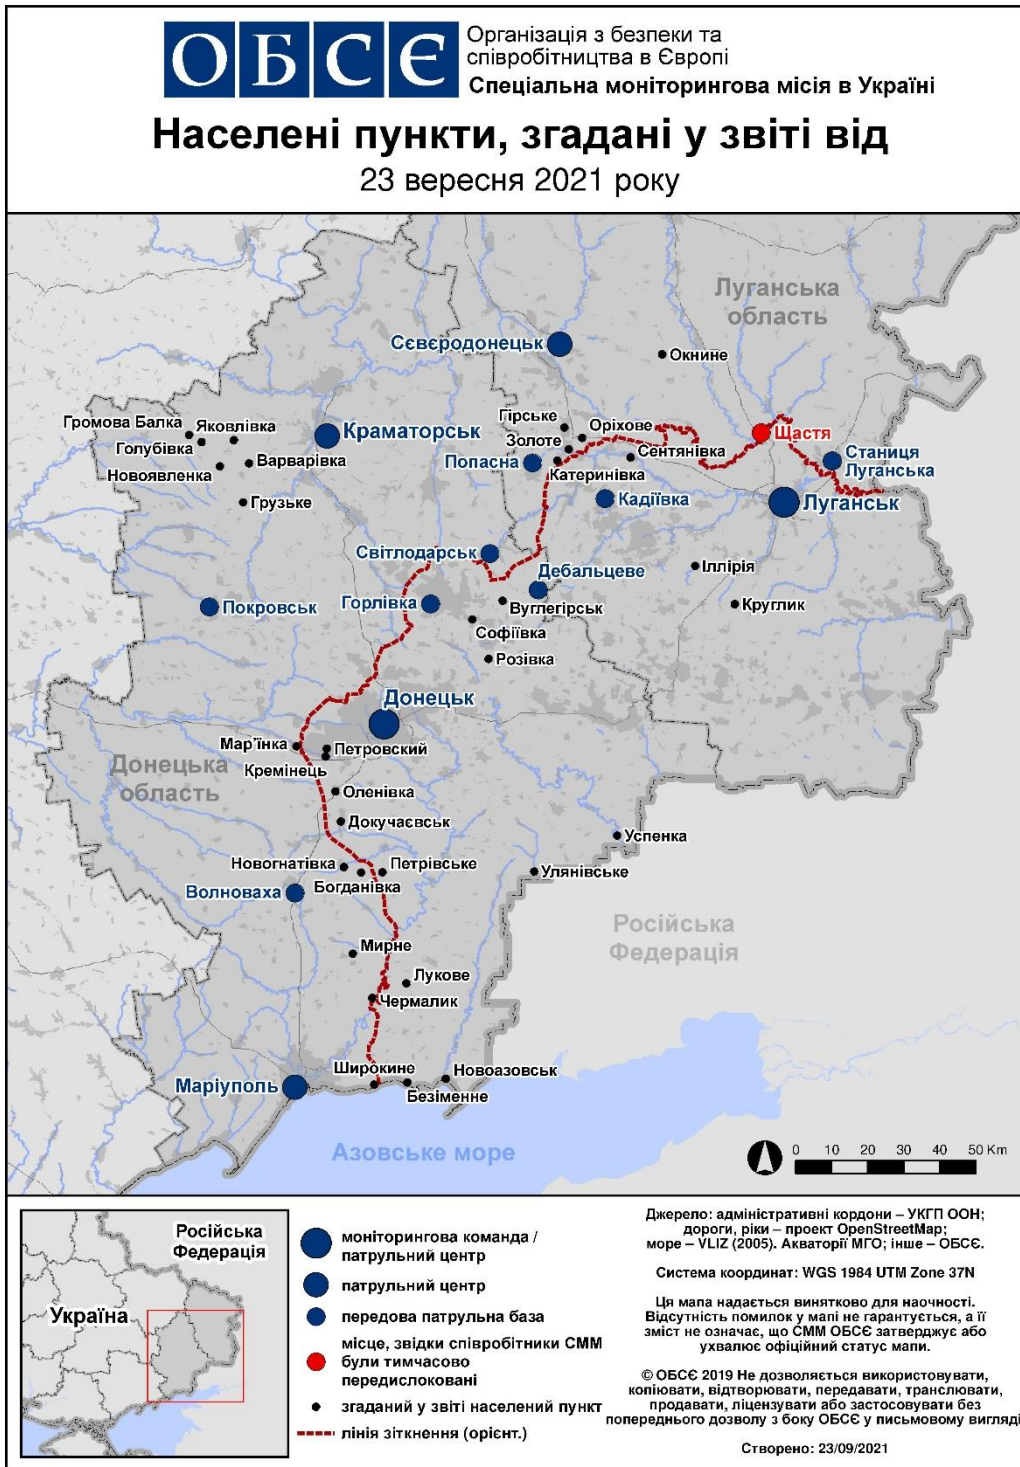 ОБСЄ
Організація з безпеки та
співробітництва в Європі
Спеціальна моніторингова місія в Україні
Населені пункти, згадані у звіті від
23 вересня 2021 року
Луганська
область
Сєвєродонецьк
Окнине
Громова Балка
Яковлівка
Голубівка
Новоявленка
Варварівка
Грузьке
Краматорськ
Гірське
Оріхове
Золоте
Сентянівка
Попасна
Катеринівка
Щастя
Станиця
Луганська
Кадіївка
Луганськ
Світлодарськ
Дебальцеве
Іллірія
Покровськ
Горлівка
Вуглегірськ
Круглик
Софіївка
Розівка
Донецьк
Мар'їнка
Петровский
Кремінець
Донецька
область
Оленівка
Докучаєвськ
Успенка
Новогнатівка
Петрівське
Улянівське
Богданівка
Волноваха
Російська
Федерація
Мирне
Лукове
Чермалик
Широкине
Новоазовськ
Безіменне
Маріуполь
Азовське море
0 10 20 30 40 50 Km
Російська
Федерація
Україна
моніторингова команда /
патрульний центр
патрульний центр
передова патрульна база
місце, звідки співробітники СММ
були тимчасово
передислоковані
згаданий у звіті населений пункт
лінія зіткнення (орієнт.)
Джерело: адміністративні кордони – УКГП ООН;
дороги, ріки – проект OpenStreetMap;
море – VLIZ (2005). Акваторії МГО; інше – ОБСЄ.
Система координат: WGS 1984 UTM Zone 37N
Ця мапа надається винятково для наочності.
Відсутність помилок у мапі не гарантується, а її
зміст не означає, що СММ ОБСЄ затверджує або
ухвалює офіційний статус мапи.
© ОБСЄ 2019 Не дозволяється використовувати,
копіювати, відтворювати, передавати, транслювати,
продавати, ліцензувати або застосовувати без
попереднього дозволу з боку ОБСЄ у письмовому вигляді
Створено: 23/09/2021